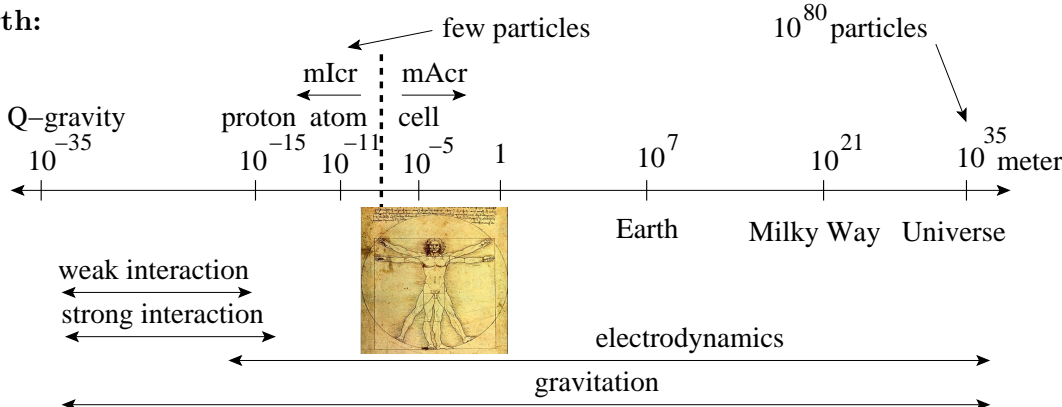 th:
few particles
10^80 particles
mIcr mAcr
Q−gravity proton atom cell
10^−35 10^−15 10^−11 10^−5 1 10^7 10^21 10^35 meter
Earth Milky Way Universe
weak interaction
strong interaction
electrodynamics
gravitation